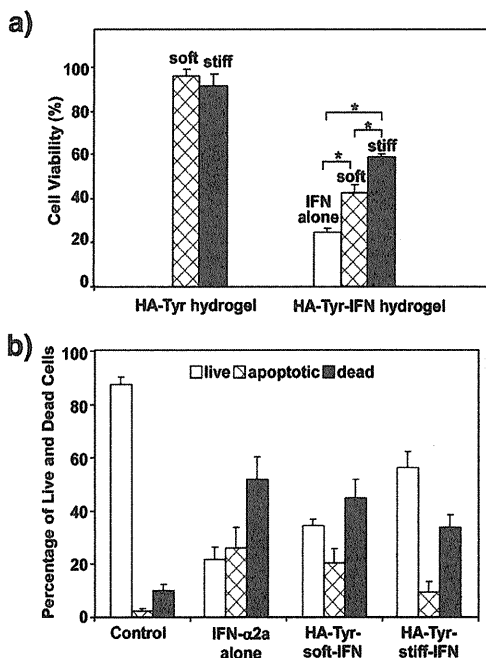 a)
Cell Viability (%)
100
80
60
40
20
0
soft stiff
*
*
*
IFN alone
soft
stiff
HA-Tyr hydrogel
HA-Tyr-IFN hydrogel
b)
Percentage of Live and Dead Cells
100
80
60
40
20
0
live apoptotic dead
Control
IFN-α2a alone
HA-Tyr-soft-IFN
HA-Tyr-stiff-IFN